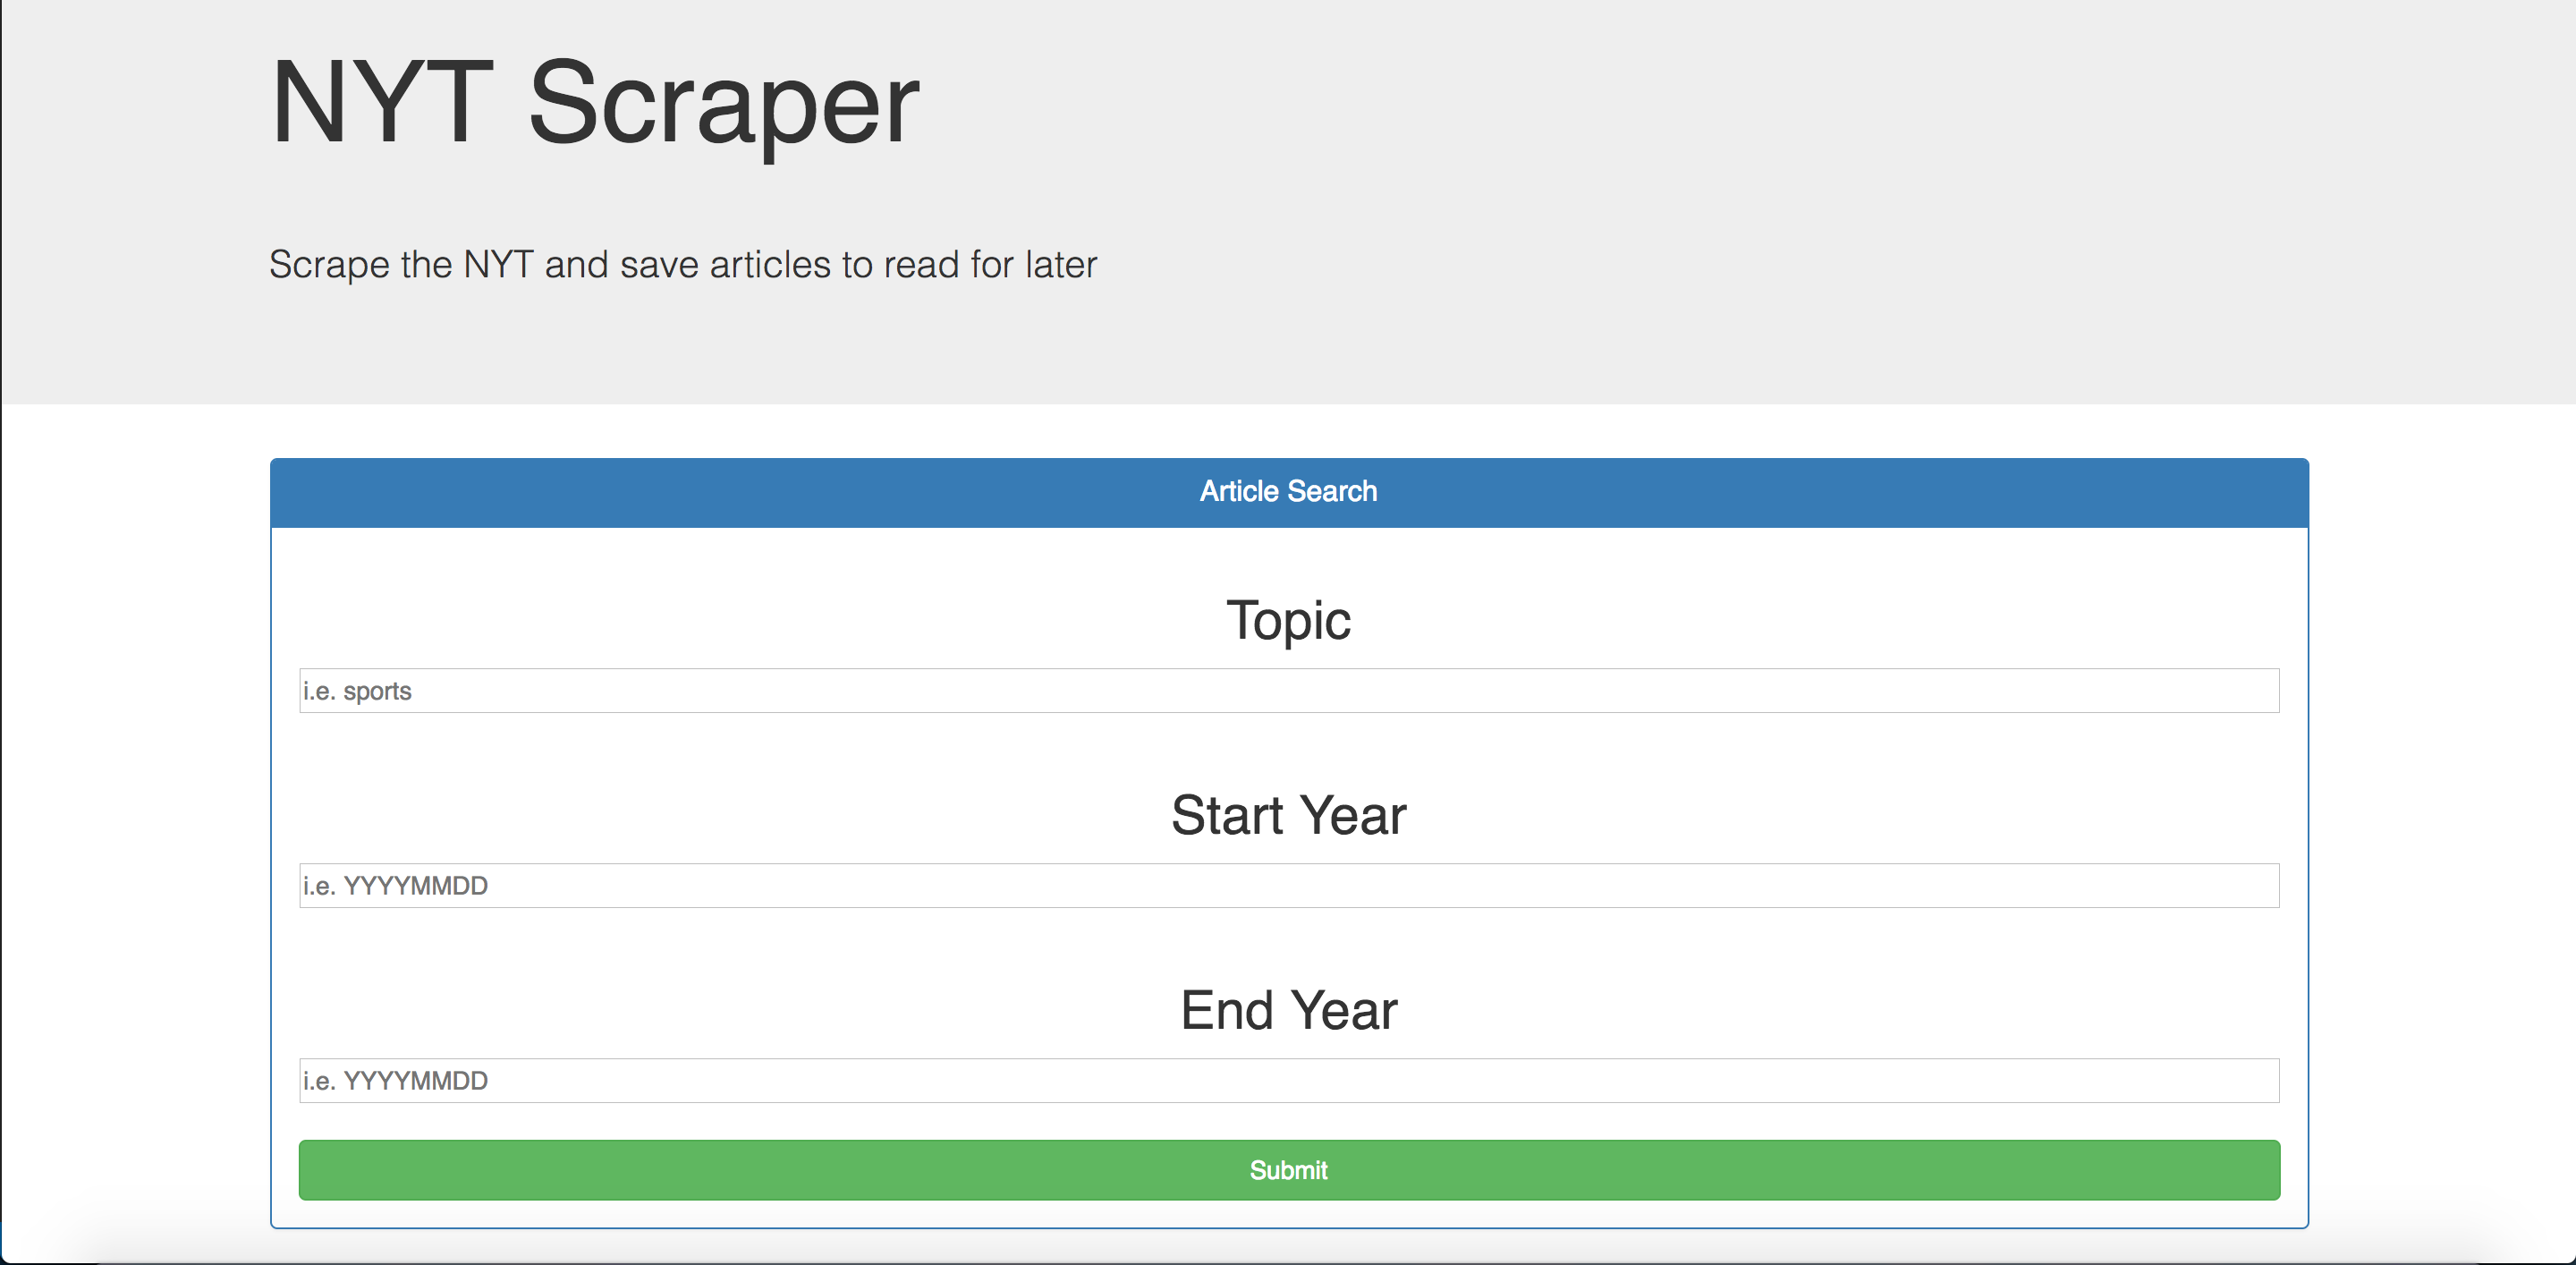 NYT Scraper
Scrape the NYT and save articles to read for later
Article Search
Topic
i.e. sports
Start Year
i.e. YYYYMMDD
End Year
i.e. YYYYMMDD
Submit